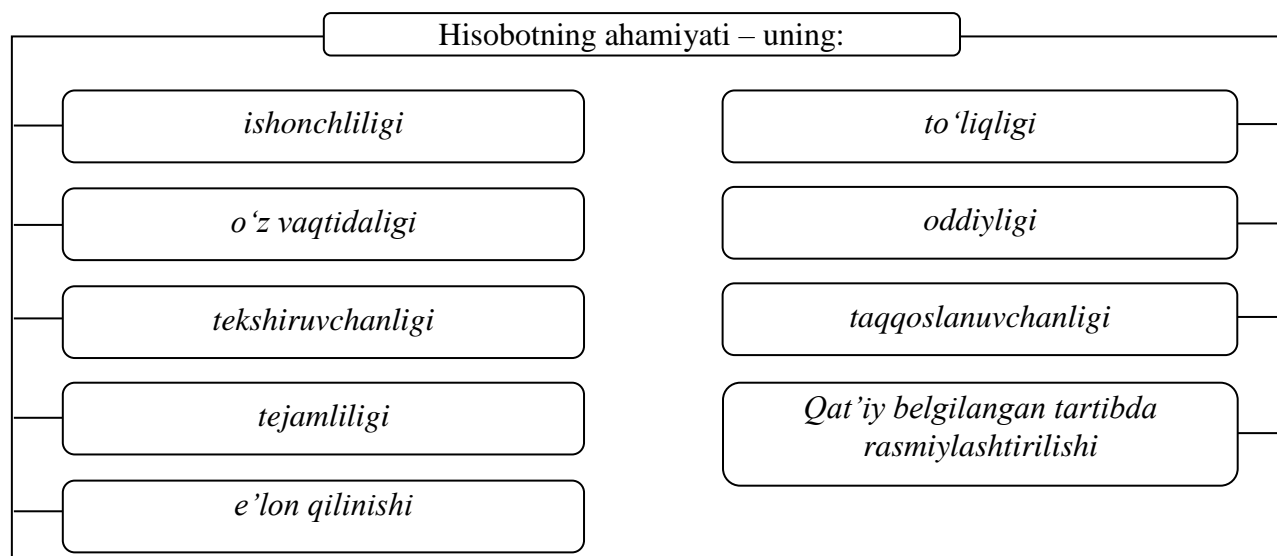 Hisobotning ahamiyati – uning:
ishonchliligi
o‘z vaqtidaligi
tekshiruvchanligi
tejamliligi
e’lon qilinishi
to‘liqligi
oddiyligi
taqqoslanuvchanligi
Qat’iy belgilangan tartibda
rasmiylashtirilishi